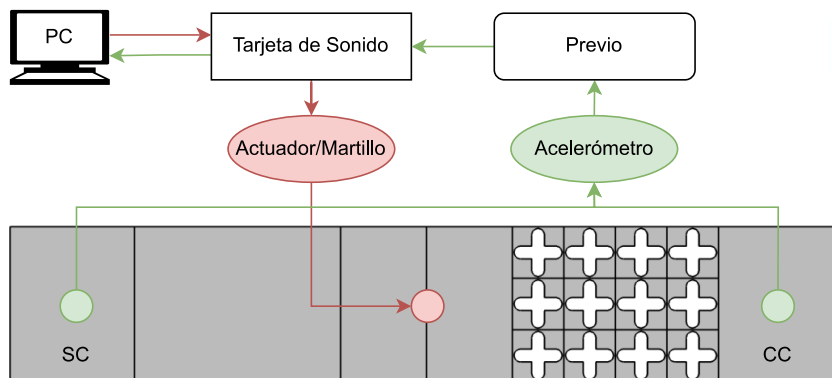 PC
Tarjeta de Sonido
Previo
Actuador/Martillo
Acelerómetro
SC
CC